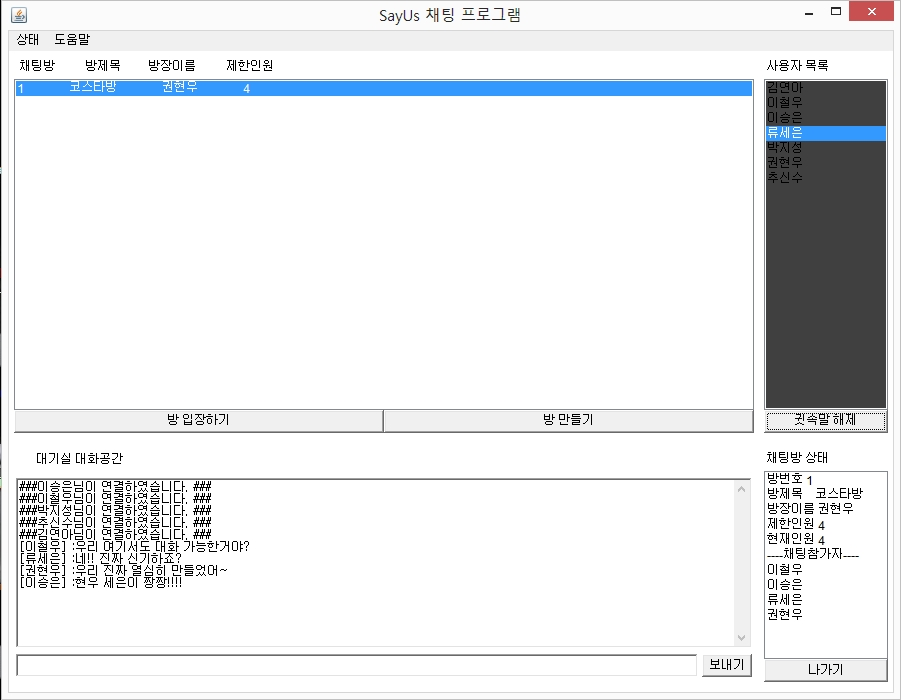 SayUs 채팅 프로그램
상태 도움말
채팅방 방제목 방장이름 제한인원
1 코스타방 권현우 4
방 입장하기 방 만들기
사용자 목록
김연아
이철우
이승은
류세은
박지성
권현우
추신수
귓속말 해제
대기실 대화공간
###이승은님이 연결하였습니다. ###
###이철우님이 연결하였습니다. ###
###박지성님이 연결하였습니다. ###
###추신수님이 연결하였습니다. ###
###김연아님이 연결하였습니다. ###
[이철우] :우리 여기서도 대화 가능한거야?
[류세은] :네!! 진짜 신기하죠?
[권현우] :우리 진짜 열심히 만들었어~
[이승은] :현우 세은이 짱짱!!!!
보내기
채팅방 상태
방번호 1
방제목 코스타방
방장이름 권현우
제한인원 4
현재인원 4
----채팅참가자----
이철우
이승은
류세은
권현우
나가기